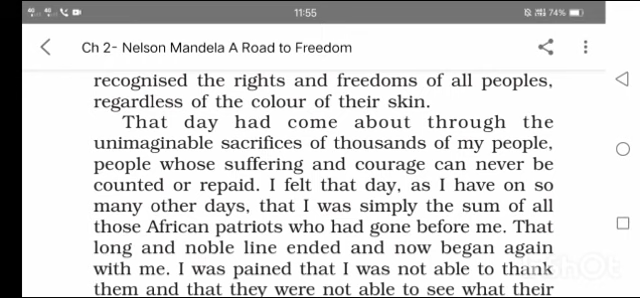 11:55
74%
Ch 2- Nelson Mandela A Road to Freedom
recognised the rights and freedoms of all peoples,
regardless of the colour of their skin.
That day had come about through the
unimaginable sacrifices of thousands of my people,
people whose suffering and courage can never be
counted or repaid. I felt that day, as I have on so
many other days, that I was simply the sum of all
those African patriots who had gone before me. That
long and noble line ended and now began again
with me. I was pained that I was not able to thank
them and that they were not able to see what their